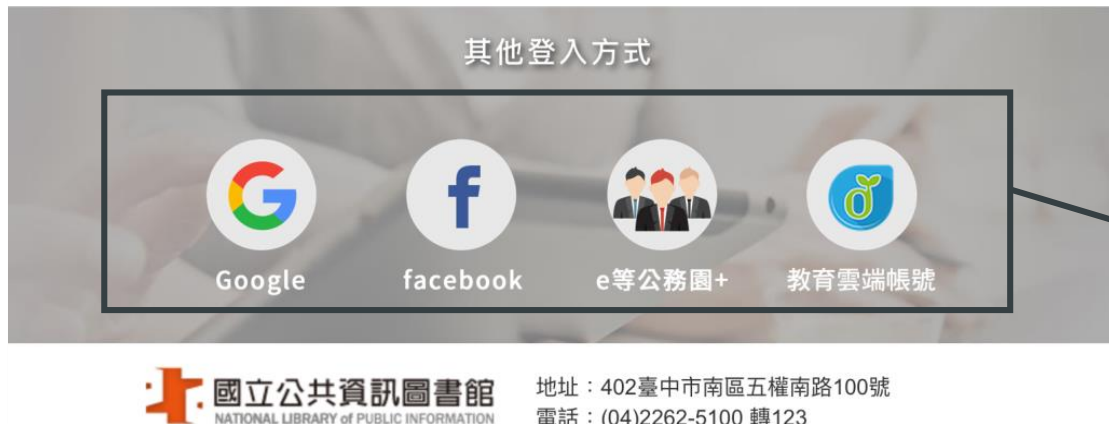 其他登入方式
Google facebook e等公務園+ 教育雲端帳號
國立公共資訊圖書館
NATIONAL LIBRARY of PUBLIC INFORMATION
地址：402臺中市南區五權南路100號
電話：(04)2262-5100 轉123